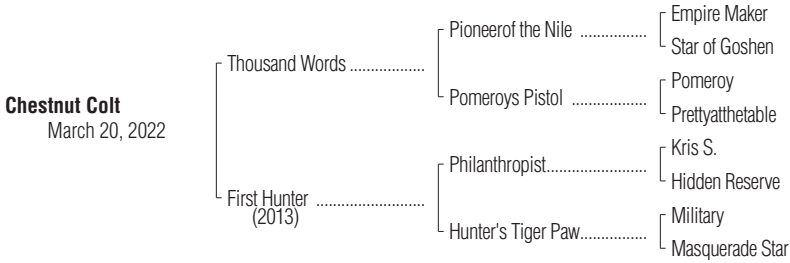 Empire Maker
Pioneerof the Nile ................
Star of Goshen
Thousand Words ..................
Pomeroy
Pomeroys Pistol ..................
Prettyatthetable
Chestnut Colt
March 20, 2022
Kris S.
Philanthropist........................
Hidden Reserve
First Hunter ..........................
(2013)
Military
Hunter's Tiger Paw................
Masquerade Star